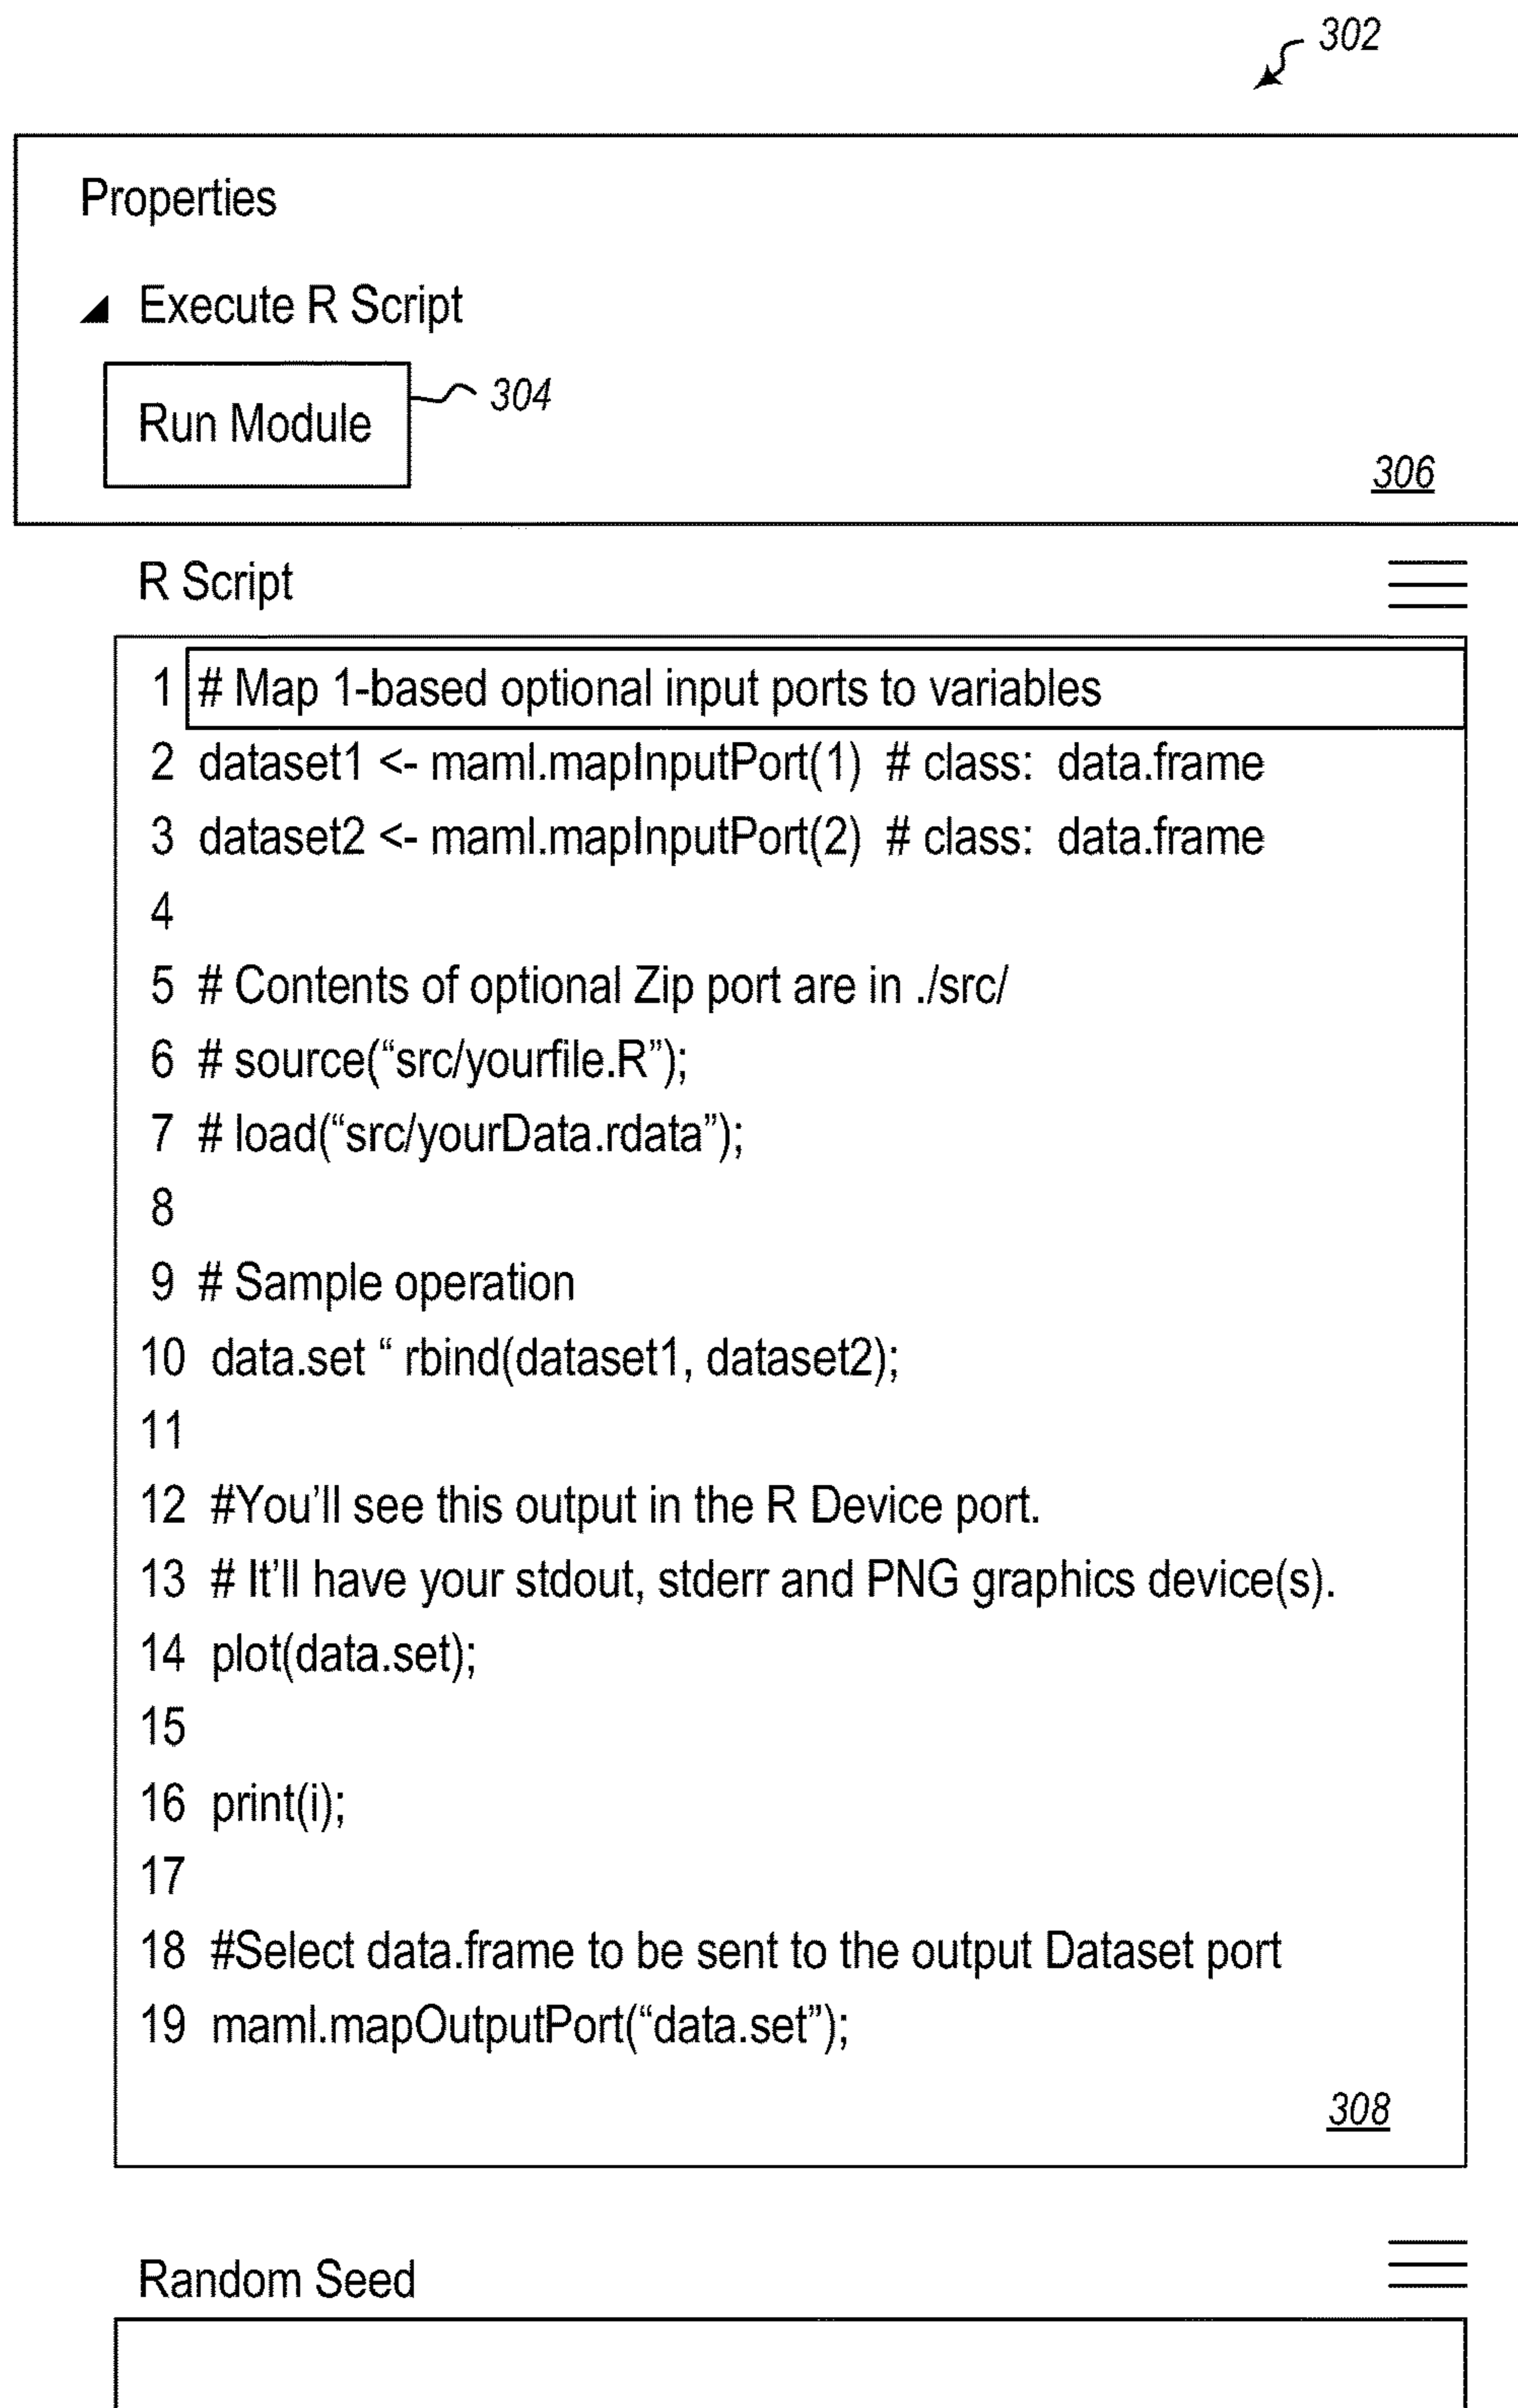 302
Properties
Execute R Script
Run Module
304
306
R Script
1 # Map 1-based optional input ports to variables
2 dataset1 <- maml.mapInputPort(1) # class: data.frame
3 dataset2 <- maml.mapInputPort(2) # class: data.frame
4
5 # Contents of optional Zip port are in ./src/
6 # source(“src/yourfile.R”);
7 # load(“src/yourData.rdata”);
8
9 # Sample operation
10 data.set “ rbind(dataset1, dataset2);
11
12 #You’ll see this output in the R Device port.
13 # It’ll have your stdout, stderr and PNG graphics device(s).
14 plot(data.set);
15
16 print(i);
17
18 #Select data.frame to be sent to the output Dataset port
19 maml.mapOutputPort(“data.set”);
308
Random Seed